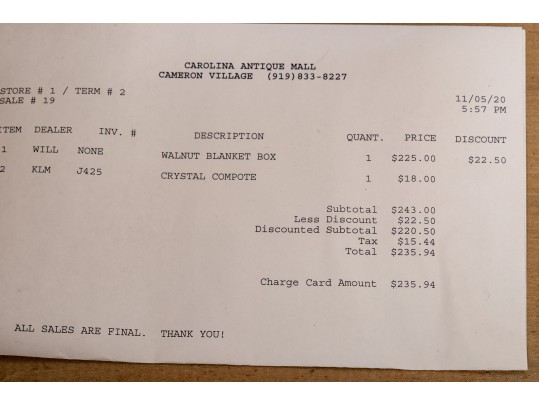 CAROLINA ANTIQUE MALL
CAMERON VILLAGE (919)833-8227
STORE # 1 / TERM # 2 11/05/20
SALE # 19 5:57 PM
ITEM DEALER INV. # DESCRIPTION QUANT. PRICE DISCOUNT
1 WILL NONE WALNUT BLANKET BOX 1 $225.00 $22.50
2 KLM J425 CRYSTAL COMPOTE 1 $18.00
Subtotal $243.00
Less Discount $22.50
Discounted Subtotal $220.50
Tax $15.44
Total $235.94
Charge Card Amount $235.94
ALL SALES ARE FINAL. THANK YOU!